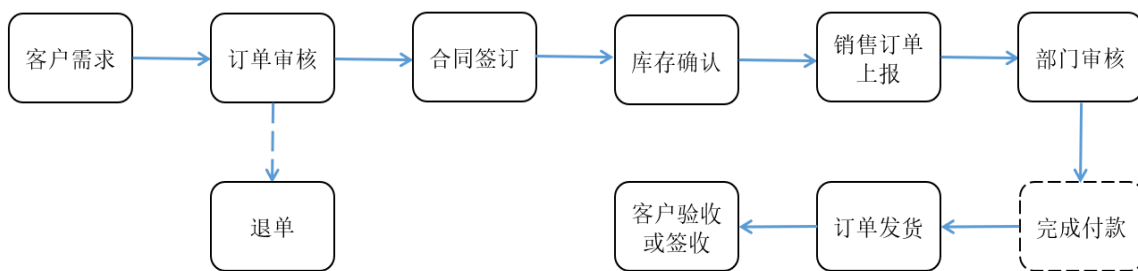 客户需求
订单审核
合同签订
库存确认
销售订单
上报
部门审核
退单
客户验收
或签收
订单发货
完成付款